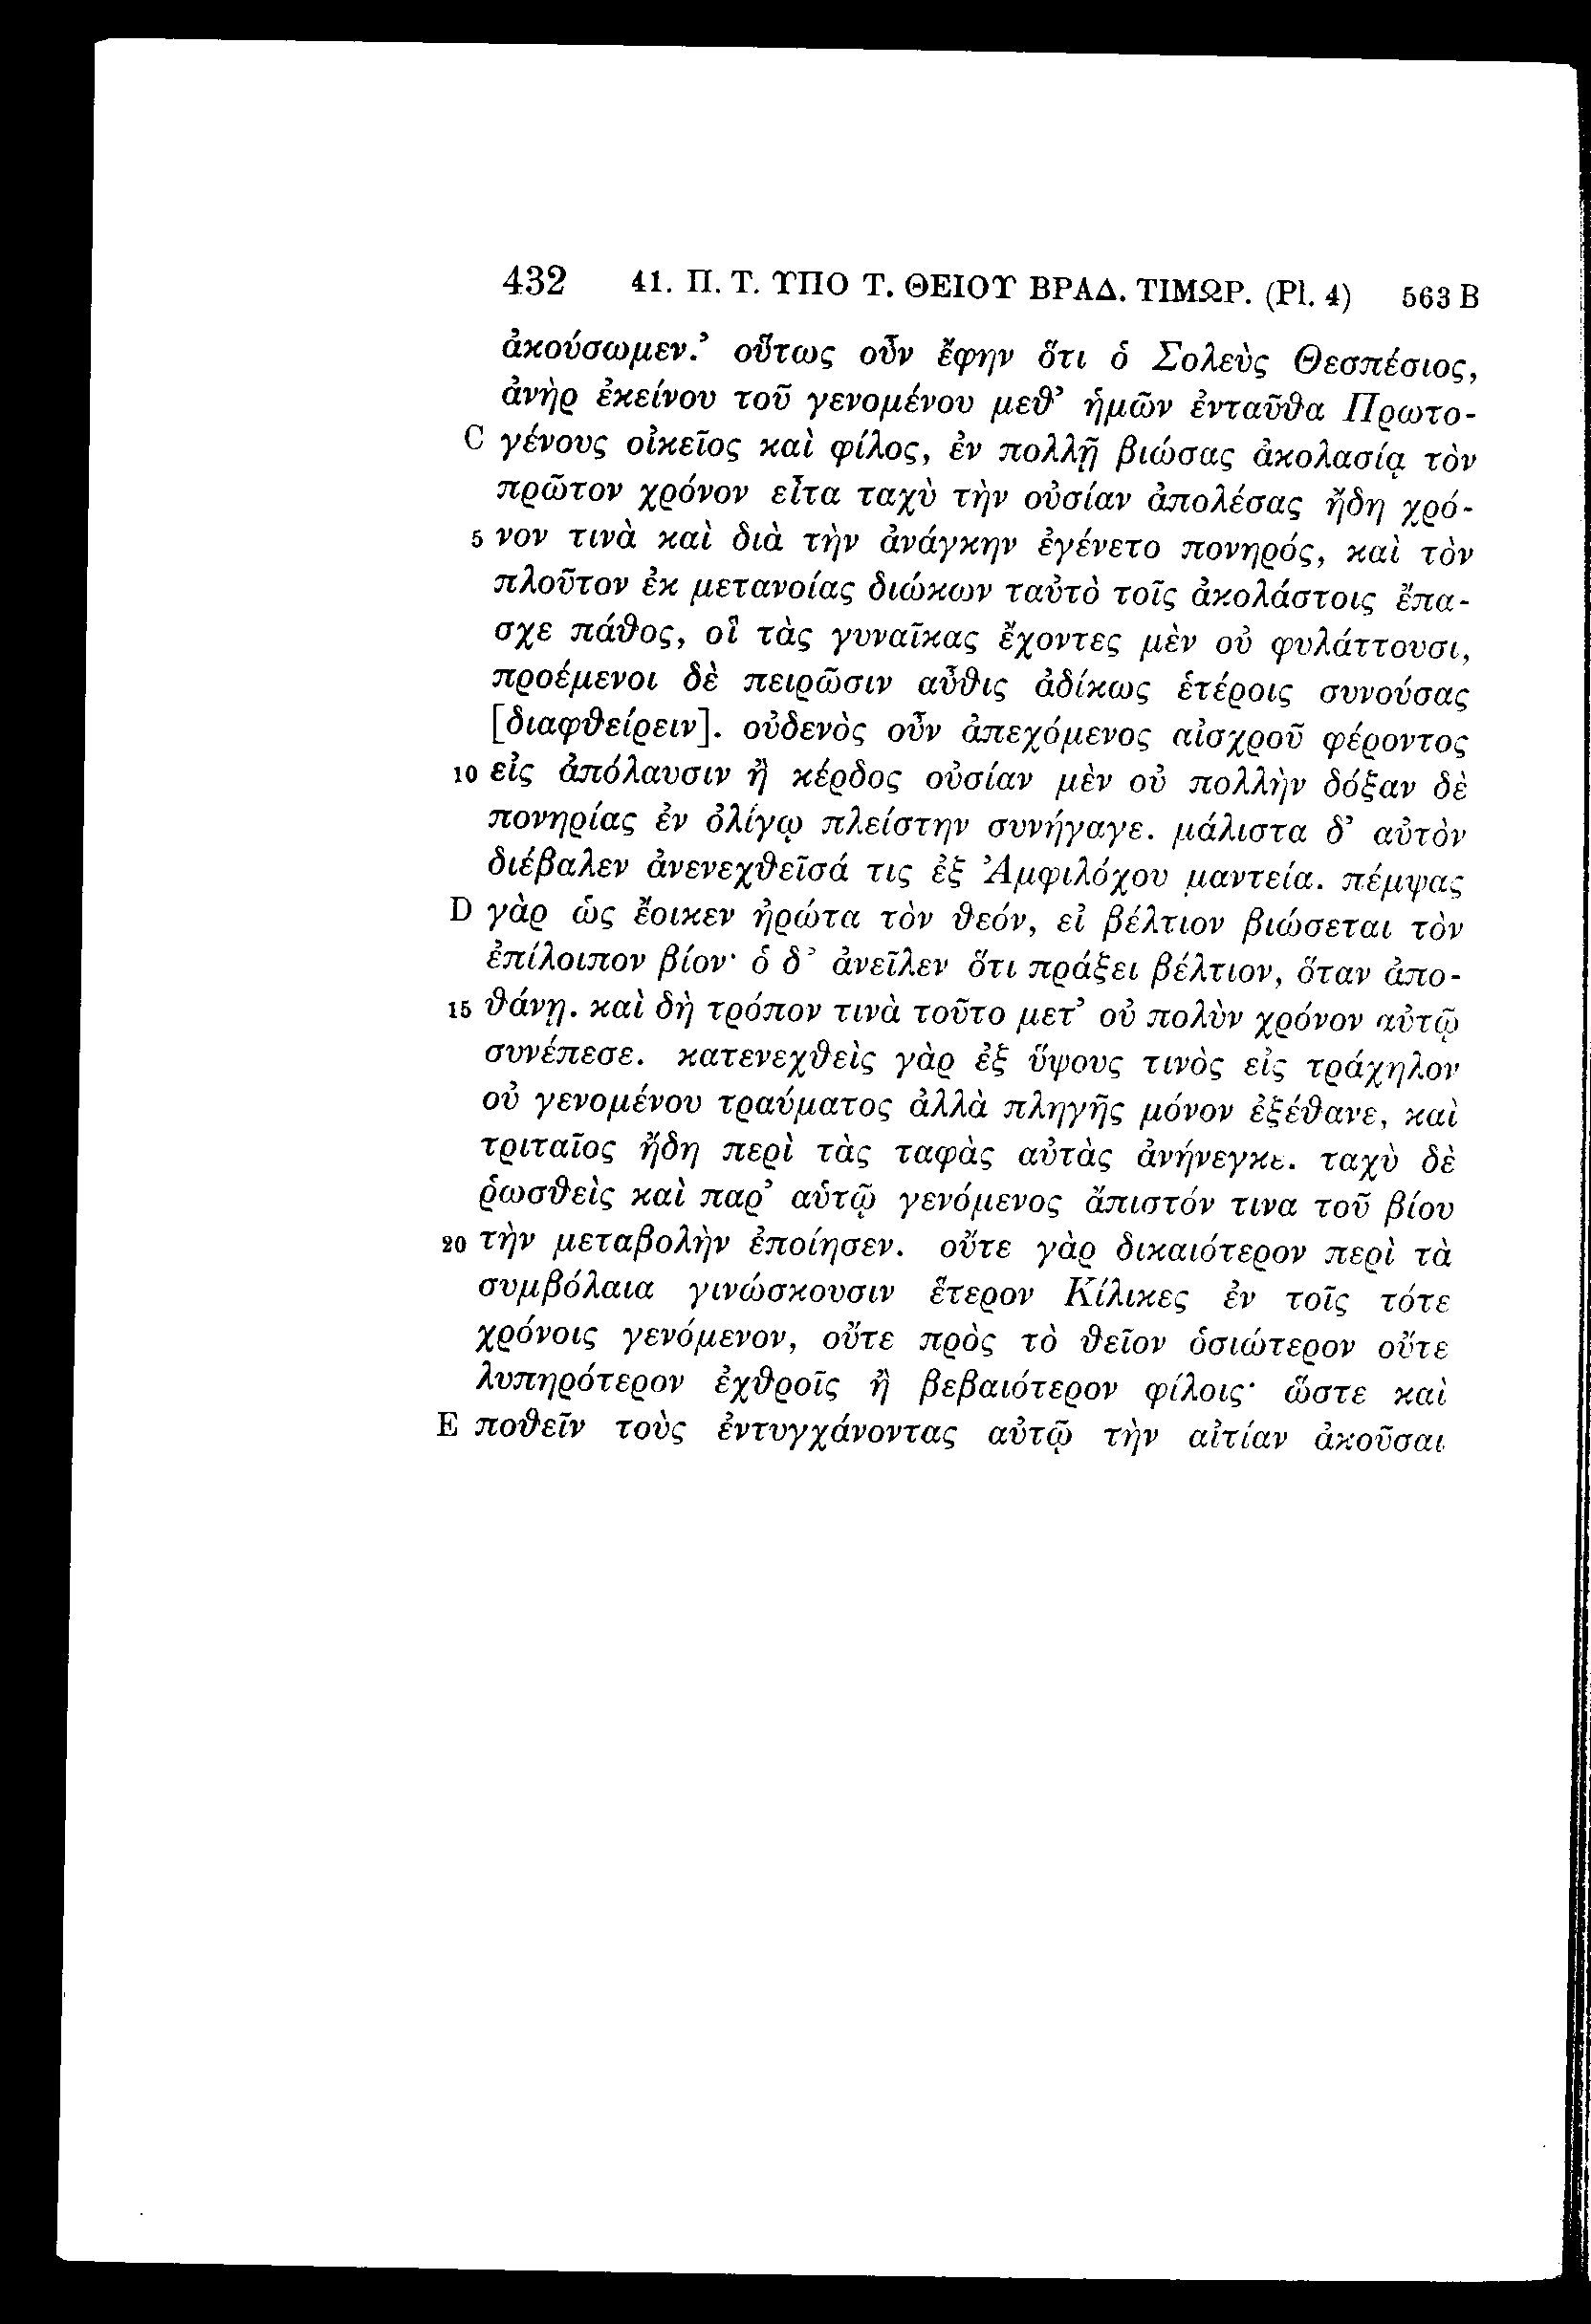 432 41. Π. Τ. ΥΠΟ Τ. ΘΕΙΟΥ ΒΡΑΔ. ΤΙΜΩΡ. (Pl. 4) 563 B
ἀκούσωμεν.’ οὕτως οὖν ἔφην ὅτι ὁ Σολεὺς Θεσπέσιος,
ἀνὴρ ἐκείνου τοῦ γενομένου μεθ’ ἡμῶν ἐνταῦθα Πρωτο-
C γένους οἰκεῖος καὶ φίλος, ἐν πολλῇ βιώσας ἀκολασίᾳ τὸν
πρῶτον χρόνον εἶτα ταχὺ τὴν οὐσίαν ἀπολέσας ἤδη χρό-
5 νον τινὰ καὶ διὰ τὴν ἀνάγκην ἐγένετο πονηρός, καὶ τὸν
πλοῦτον ἐκ μετανοίας διώκων ταὐτὸ τοῖς ἀκολάστοις ἔπα-
σχε πάθος, οἳ τὰς γυναῖκας ἔχοντες μὲν οὐ φυλάττουσι,
προέμενοι δὲ πειρῶσιν αὖθις ἀδίκως ἑτέροις συνούσας
[διαφθείρειν]. οὐδενὸς οὖν ἀπεχόμενος αἰσχροῦ φέροντος
10 εἰς ἀπόλαυσιν ἢ κέρδος οὐσίαν μὲν οὐ πολλὴν δόξαν δὲ
πονηρίας ἐν ὀλίγῳ πλείστην συνήγαγε. μάλιστα δ’ αὐτὸν
διέβαλεν ἀνενεχθεῖσά τις ἐξ Ἀμφιλόχου μαντεία. πέμψας
D γὰρ ὡς ἔοικεν ἠρώτα τὸν θεόν, εἰ βέλτιον βιώσεται τὸν
ἐπίλοιπον βίον· ὁ δ’ ἀνεῖλεν ὅτι πράξει βέλτιον, ὅταν ἀπο-
15 θάνῃ. καὶ δὴ τρόπον τινὰ τοῦτο μετ’ οὐ πολὺν χρόνον αὐτῷ
συνέπεσε. κατενεχθεὶς γὰρ ἐξ ὕψους τινὸς εἰς τράχηλον
οὐ γενομένου τραύματος ἀλλὰ πληγῆς μόνον ἐξέθανε, καὶ
τριταῖος ἤδη περὶ τὰς ταφὰς αὐτὰς ἀνήνεγκε. ταχὺ δὲ
ῥωσθεὶς καὶ παρ’ αὑτῷ γενόμενος ἄπιστόν τινα τοῦ βίου
20 τὴν μεταβολὴν ἐποίησεν. οὔτε γὰρ δικαιότερον περὶ τὰ
συμβόλαια γινώσκουσιν ἕτερον Κίλικες ἐν τοῖς τότε
χρόνοις γενόμενον, οὔτε πρὸς τὸ θεῖον ὁσιώτερον οὔτε
λυπηρότερον ἐχθροῖς ἢ βεβαιότερον φίλοις· ὥστε καὶ
E ποθεῖν τοὺς ἐντυγχάνοντας αὐτῷ τὴν αἰτίαν ἀκοῦσαι